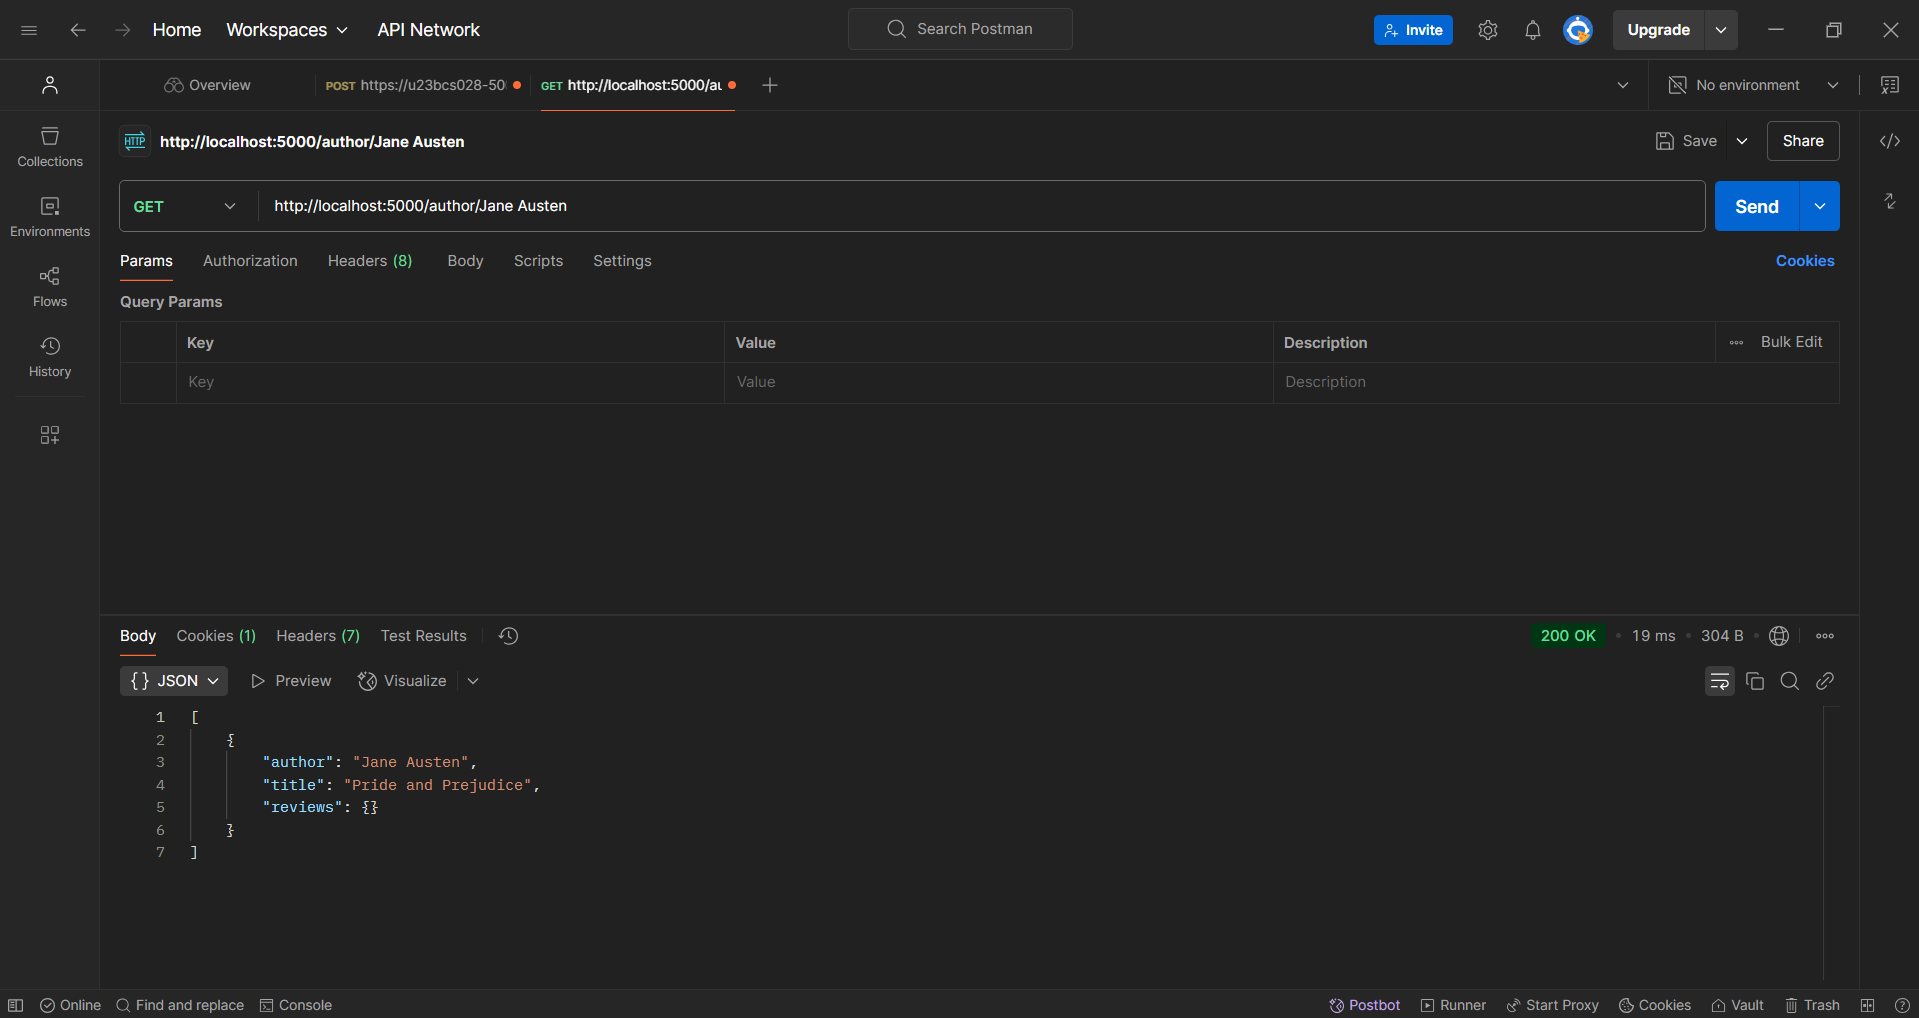 Home Workspaces API Network Search Postman Invite Upgrade
Overview POST https://u23bcs028-50 GET http://localhost:5000/au No environment
HTTP http://localhost:5000/author/Jane Austen Save Share
Collections
GET http://localhost:5000/author/Jane Austen Send
Environments
Params Authorization Headers (8) Body Scripts Settings Cookies
Flows
Query Params
Key Value Description Bulk Edit
History
Key Value Description
Body Cookies (1) Headers (7) Test Results 200 OK 19 ms 304 B
{} JSON Preview Visualize
1 [
2 {
3 "author": "Jane Austen",
4 "title": "Pride and Prejudice",
5 "reviews": {}
6 }
7 ]
Online Find and replace Console Postbot Runner Start Proxy Cookies Vault Trash